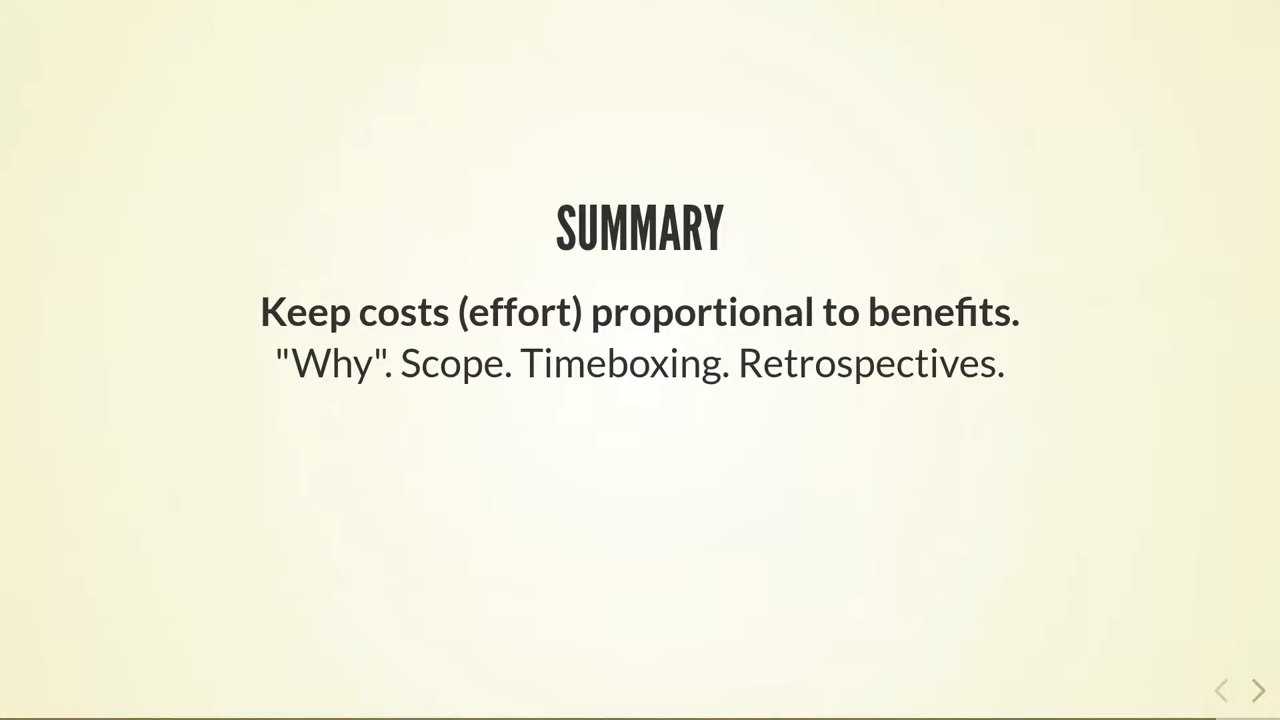 SUMMARY
Keep costs (effort) proportional to benefits.
"Why". Scope. Timeboxing. Retrospectives.